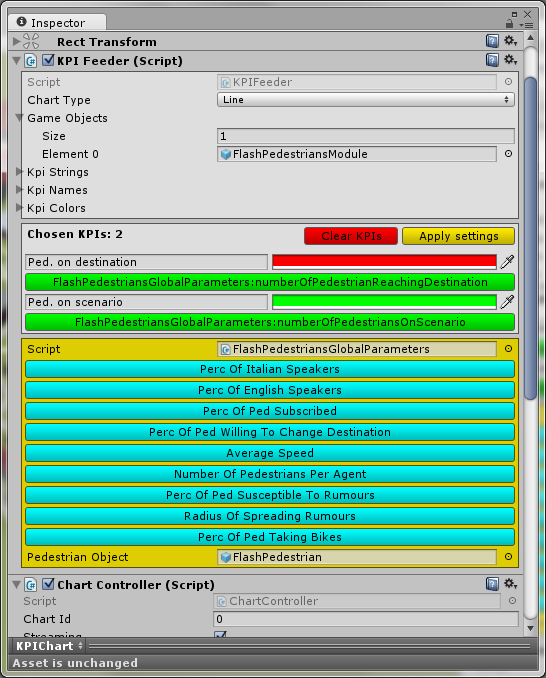 Inspector
Rect Transform
KPI Feeder (Script)
Script KPIFeeder
Chart Type Line
Game Objects
Size 1
Element 0 FlashPedestriansModule
Kpi Strings
Kpi Names
Kpi Colors
Chosen KPIs: 2 Clear KPIs Apply settings
Ped. on destination
FlashPedestriansGlobalParameters:numberOfPedestrianReachingDestination
Ped. on scenario
FlashPedestriansGlobalParameters:numberOfPedestriansOnScenario
Script FlashPedestriansGlobalParameters
Perc Of Italian Speakers
Perc Of English Speakers
Perc Of Ped Subscribed
Perc Of Ped Willing To Change Destination
Average Speed
Number Of Pedestrians Per Agent
Perc Of Ped Susceptible To Rumours
Radius Of Spreading Rumours
Perc Of Ped Taking Bikes
Pedestrian Object FlashPedestrian
Chart Controller (Script)
Script ChartController
Chart Id 0
Streaming
KPIChart
Asset is unchanged